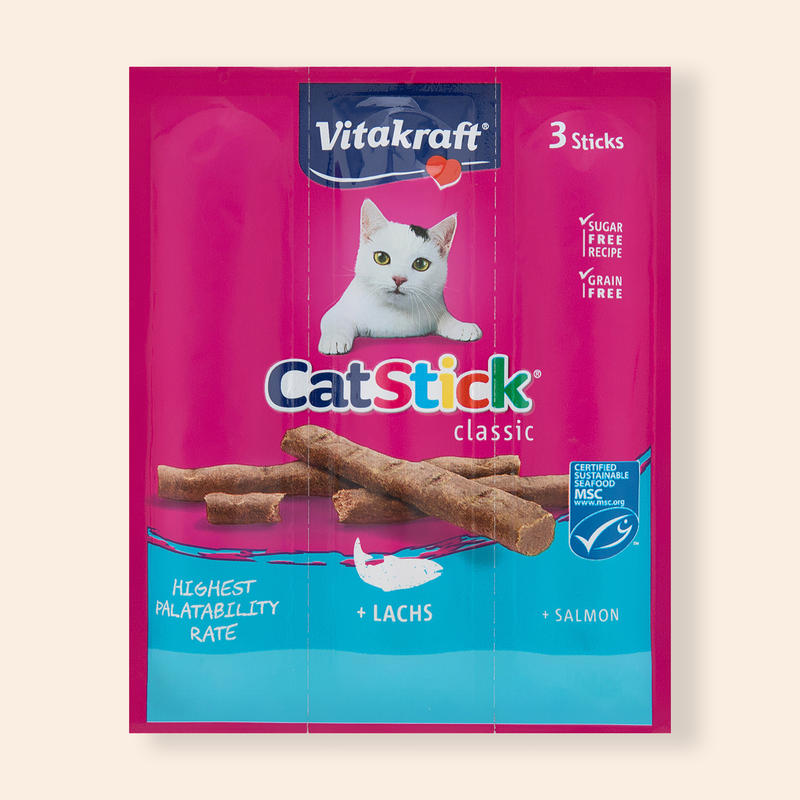 Vitakraft®
3 Sticks
✓SUGAR
FREE
RECIPE
✓GRAIN
FREE
CatStick®
classic
CERTIFIED
SUSTAINABLE
SEAFOOD
MSC
www.msc.org
™
HIGHEST
PALATABILITY
RATE
+ LACHS
+ SALMON